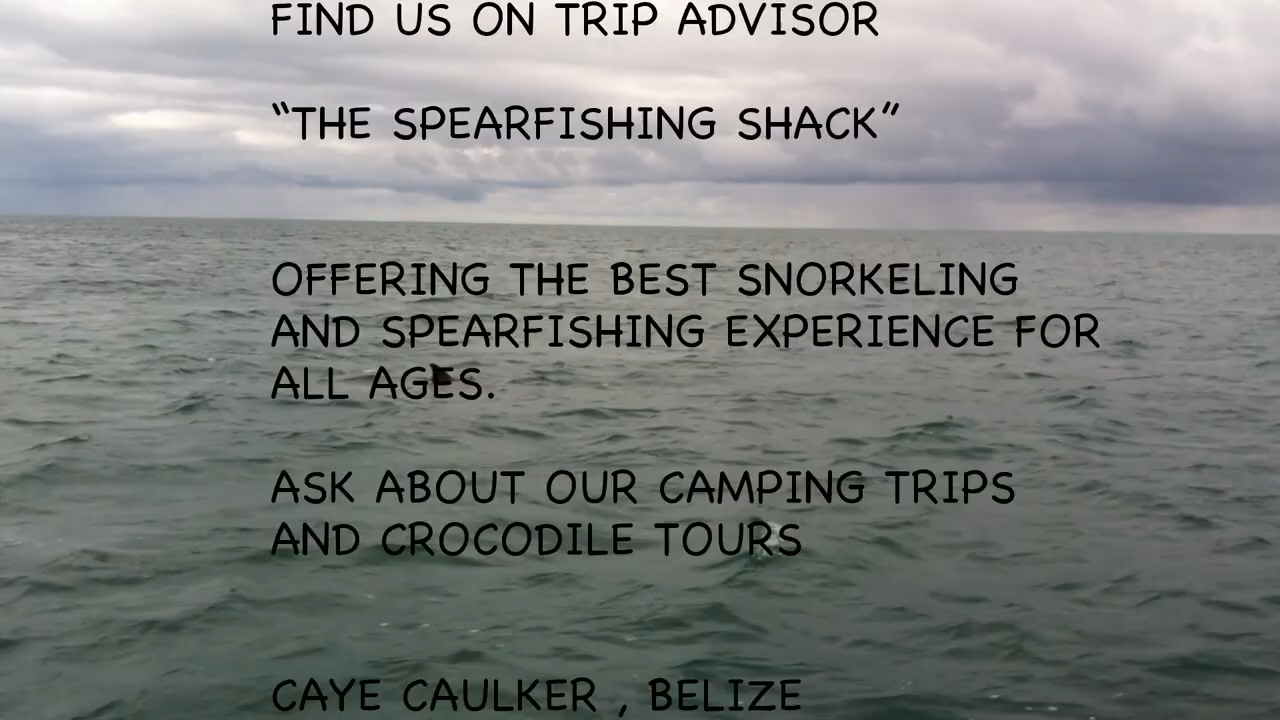 FIND US ON TRIP ADVISOR
“THE SPEARFISHING SHACK”
OFFERING THE BEST SNORKELING
AND SPEARFISHING EXPERIENCE FOR
ALL AGES.
ASK ABOUT OUR CAMPING TRIPS
AND CROCODILE TOURS
CAYE CAULKER , BELIZE